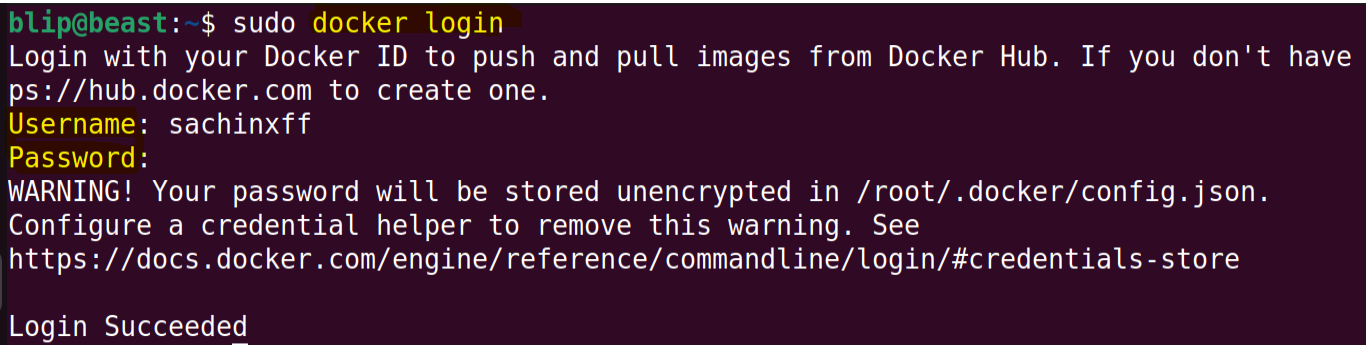 blip@beast:~$ sudo docker login
Login with your Docker ID to push and pull images from Docker Hub. If you don't have
ps://hub.docker.com to create one.
Username: sachinxff
Password:
WARNING! Your password will be stored unencrypted in /root/.docker/config.json.
Configure a credential helper to remove this warning. See
https://docs.docker.com/engine/reference/commandline/login/#credentials-store

Login Succeeded